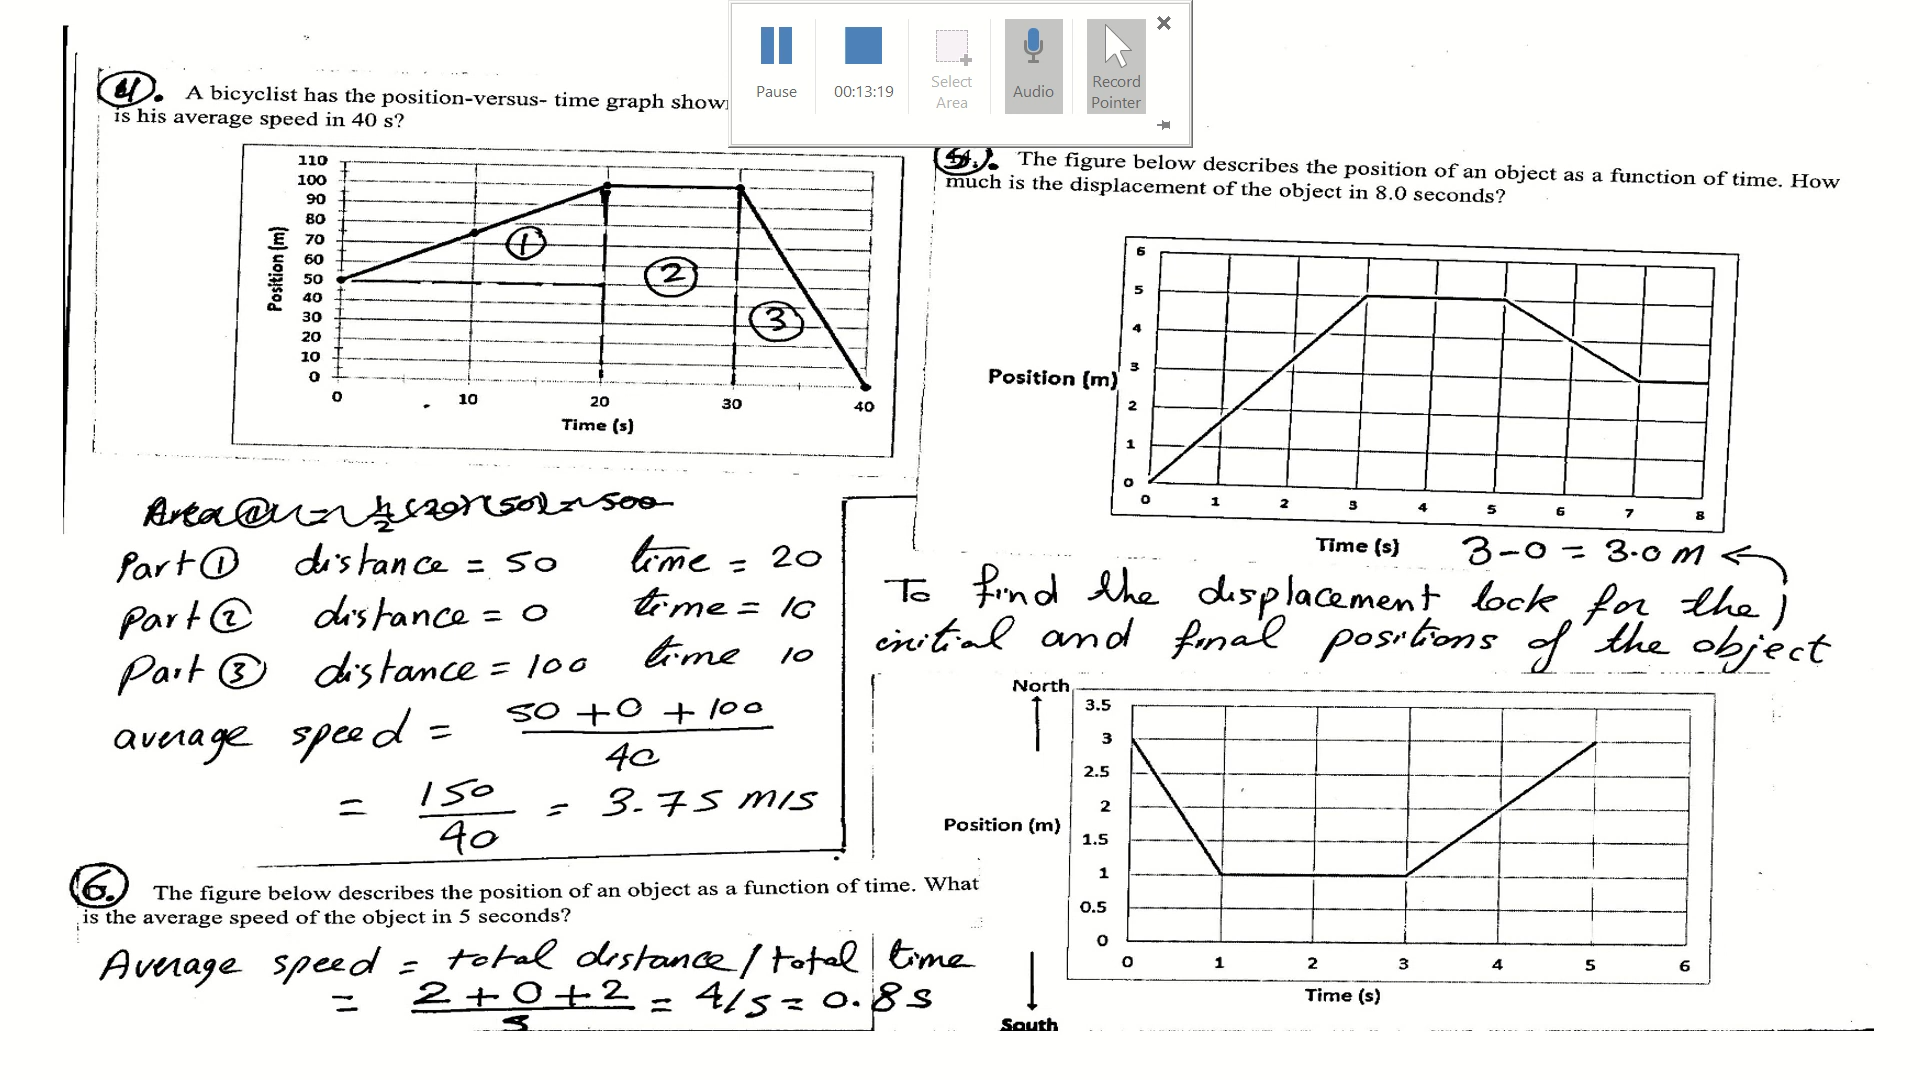 Pause
00:13:19
Select
Area
Audio
Record
Pointer
4. A bicyclist has the position-versus- time graph show
is his average speed in 40 s?
110
100
90
80
70
60
50
40
30
20
10
0
Position (m)
0 10 20 30 40
Time (s)
1
2
3
Part 1 distance = 50 time = 20
Part 2 distance = 0 time = 10
Part 3 distance = 100 time 10
average speed = 50 + 0 + 100
40
= 150 = 3.75 m/s
40
The figure below describes the position of an object as a function of time. How
much is the displacement of the object in 8.0 seconds?
6
5
4
3
2
1
0
Position (m)
0 1 2 3 4 5 6 7 8
Time (s)
3-0 = 3.0 m
To find the displacement look for the
initial and final positions of the object
6. The figure below describes the position of an object as a function of time. What
is the average speed of the object in 5 seconds?
Average speed = total distance / total time
= 2 + 0 + 2 = 4/5 = 0.8 s
5
North
3.5
3
2.5
2
1.5
1
0.5
0
Position (m)
0 1 2 3 4 5 6
Time (s)
South